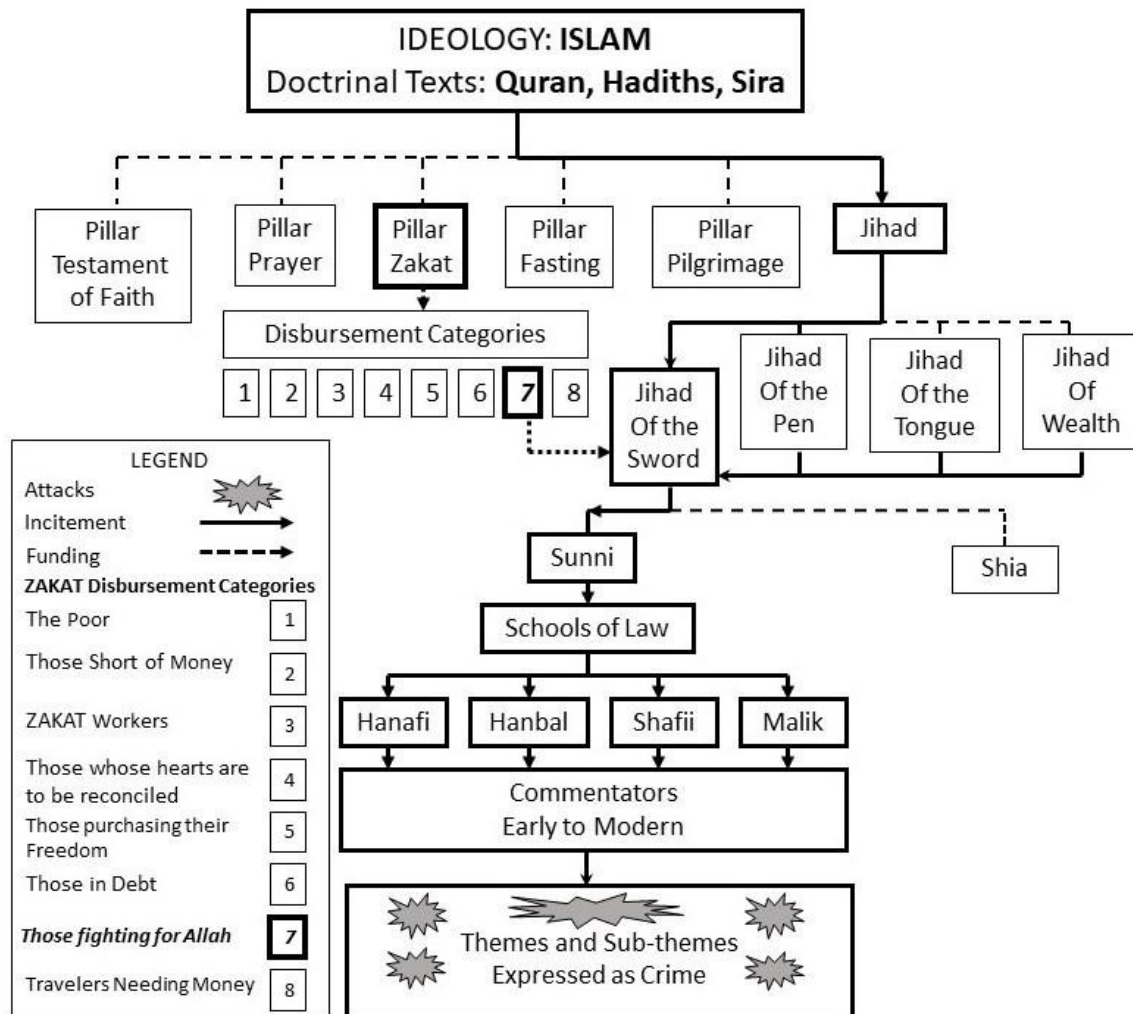 IDEOLOGY: ISLAM
Doctrinal Texts: Quran, Hadiths, Sira
Pillar
Testament
of Faith
Pillar
Prayer
Pillar
Zakat
Pillar
Fasting
Pillar
Pilgrimage
Jihad
Disbursement Categories
1 2 3 4 5 6 7 8
Jihad
Of the
Sword
Jihad
Of the
Pen
Jihad
Of the
Tongue
Jihad
Of
Wealth
Sunni
Shia
Schools of Law
Hanafi
Hanbal
Shafii
Malik
Commentators
Early to Modern
Themes and Sub-themes
Expressed as Crime
LEGEND
Attacks
Incitement
Funding
ZAKAT Disbursement Categories
The Poor 1
Those Short of Money 2
ZAKAT Workers 3
Those whose hearts are
to be reconciled 4
Those purchasing their
Freedom 5
Those in Debt 6
Those fighting for Allah 7
Travelers Needing Money 8